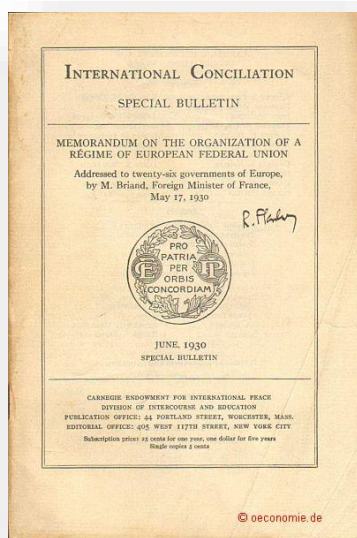 INTERNATIONAL CONCILIATION
SPECIAL BULLETIN
MEMORANDUM ON THE ORGANIZATION OF A
RÉGIME OF EUROPEAN FEDERAL UNION
Addressed to twenty-six governments of Europe,
by M. Briand, Foreign Minister of France,
May 17, 1930
PRO
PATRIA
PER
ORBIS
CONCORDIAM
JUNE, 1930
SPECIAL BULLETIN
CARNEGIE ENDOWMENT FOR INTERNATIONAL PEACE
DIVISION OF INTERCOURSE AND EDUCATION
PUBLICATION OFFICE: 44 PORTLAND STREET, WORCESTER, MASS.
EDITORIAL OFFICE: 405 WEST 117TH STREET, NEW YORK CITY
Subscription price: 25 cents for one year, one dollar for five years
Single copies 5 cents
© oeconomie.de